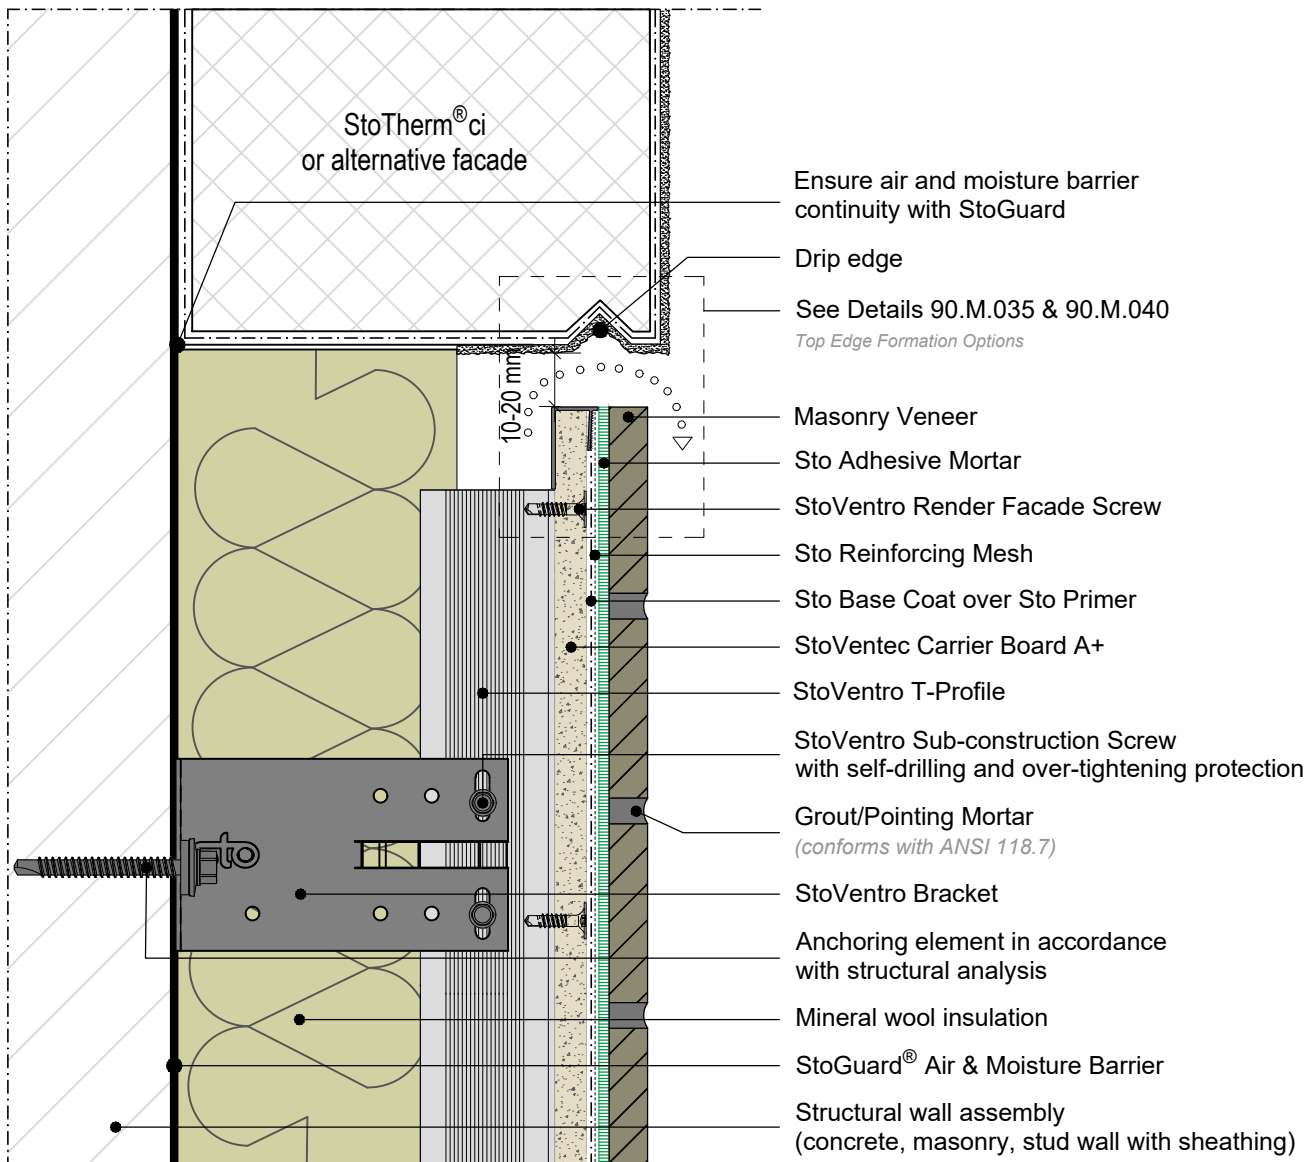 StoTherm®ci
or alternative facade
Ensure air and moisture barrier
continuity with StoGuard
Drip edge
See Details 90.M.035 & 90.M.040
Top Edge Formation Options
10-20 mm
Masonry Veneer
Sto Adhesive Mortar
StoVentro Render Facade Screw
Sto Reinforcing Mesh
Sto Base Coat over Sto Primer
StoVentec Carrier Board A+
StoVentro T-Profile
StoVentro Sub-construction Screw
with self-drilling and over-tightening protection
Grout/Pointing Mortar
(conforms with ANSI 118.7)
StoVentro Bracket
Anchoring element in accordance
with structural analysis
Mineral wool insulation
StoGuard® Air & Moisture Barrier
Structural wall assembly
(concrete, masonry, stud wall with sheathing)